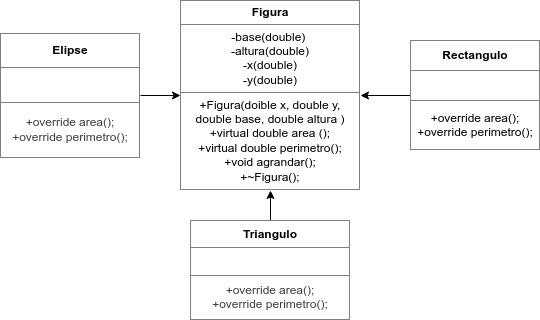 Figura
-base(double)
-altura(double)
-x(double)
-y(double)
+Figura(doible x, double y,
double base, double altura )
+virtual double area ();
+virtual double perimetro();
+void agrandar();
+~Figura();
Elipse
+override area();
+override perimetro();
Rectangulo
+override area();
+override perimetro();
Triangulo
+override area();
+override perimetro();